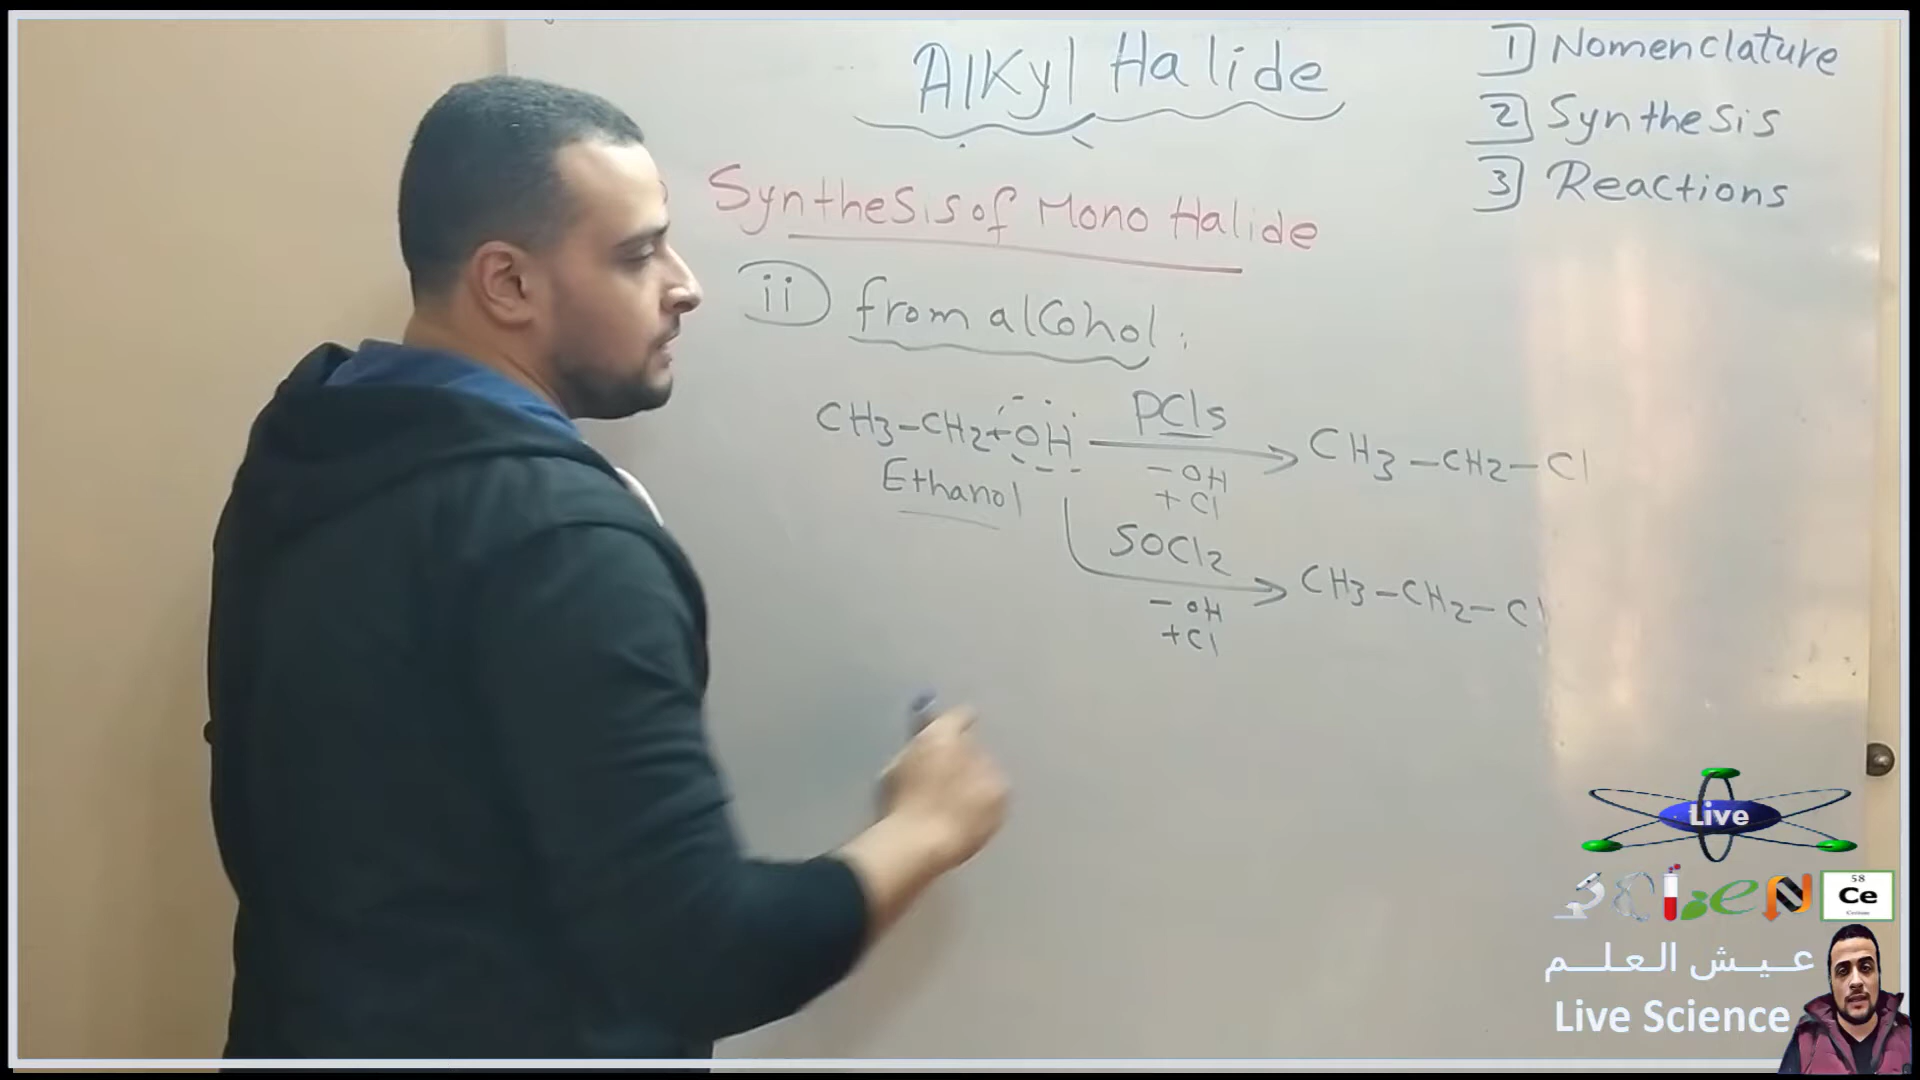 Alkyl Halide
1) Nomenclature
2) Synthesis
3) Reactions
Synthesis of Mono Halide
ii from alcohol:
CH3-CH2+OH PCl5 CH3-CH2-Cl
-OH
+Cl
Ethanol
SOCl2 CH3-CH2-Cl
-OH
+Cl
Live
SCieN
58
Ce
عيش العلم
Live Science